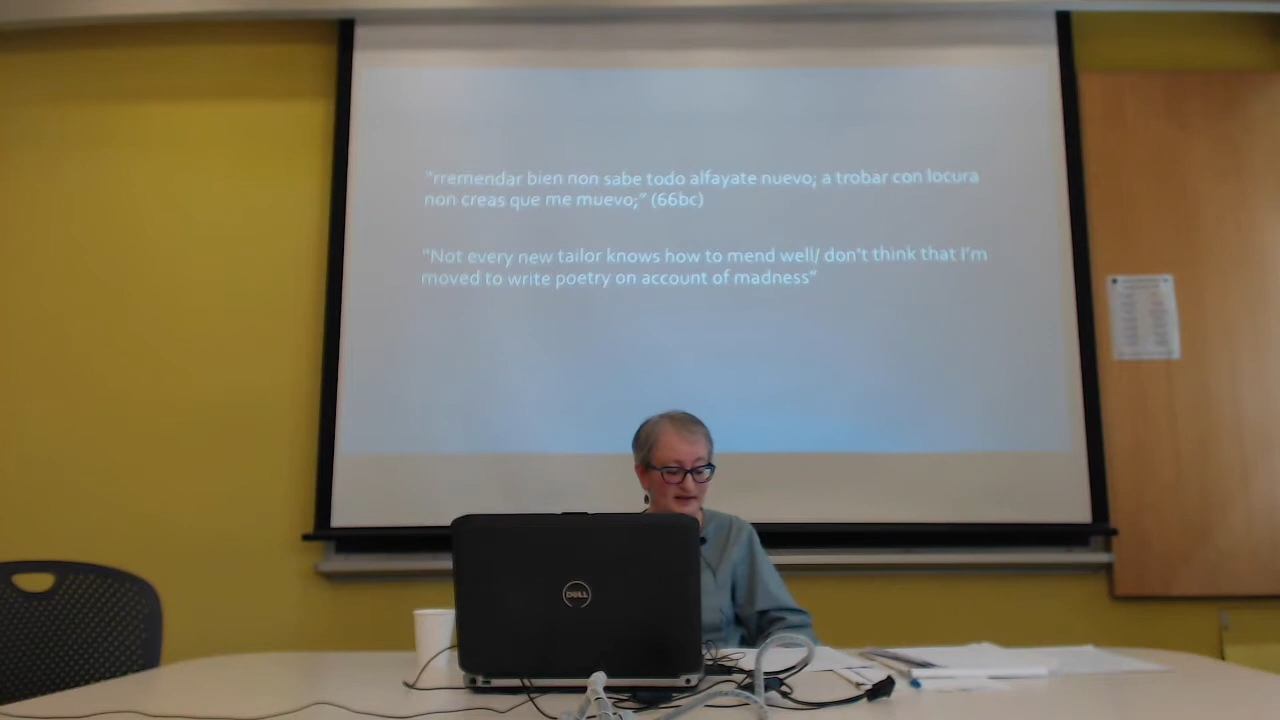 "rremendar bien non sabe todo alfayate nuevo; a trobar con locura
non creas que me muevo;" (66bc)
"Not every new tailor knows how to mend well/ don't think that I'm
moved to write poetry on account of madness"
DELL